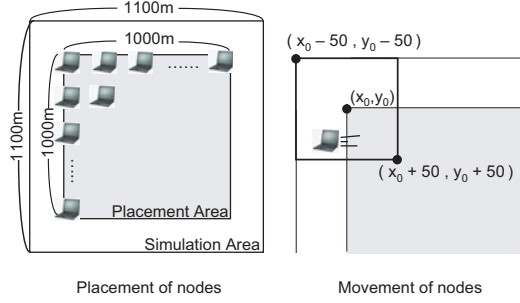 1100m
1000m
1100m
1000m
......
.....
Placement Area
Simulation Area
Placement of nodes
( x₀ − 50 , y₀ − 50 )
(x₀,y₀)
( x₀ + 50 , y₀ + 50 )
Movement of nodes